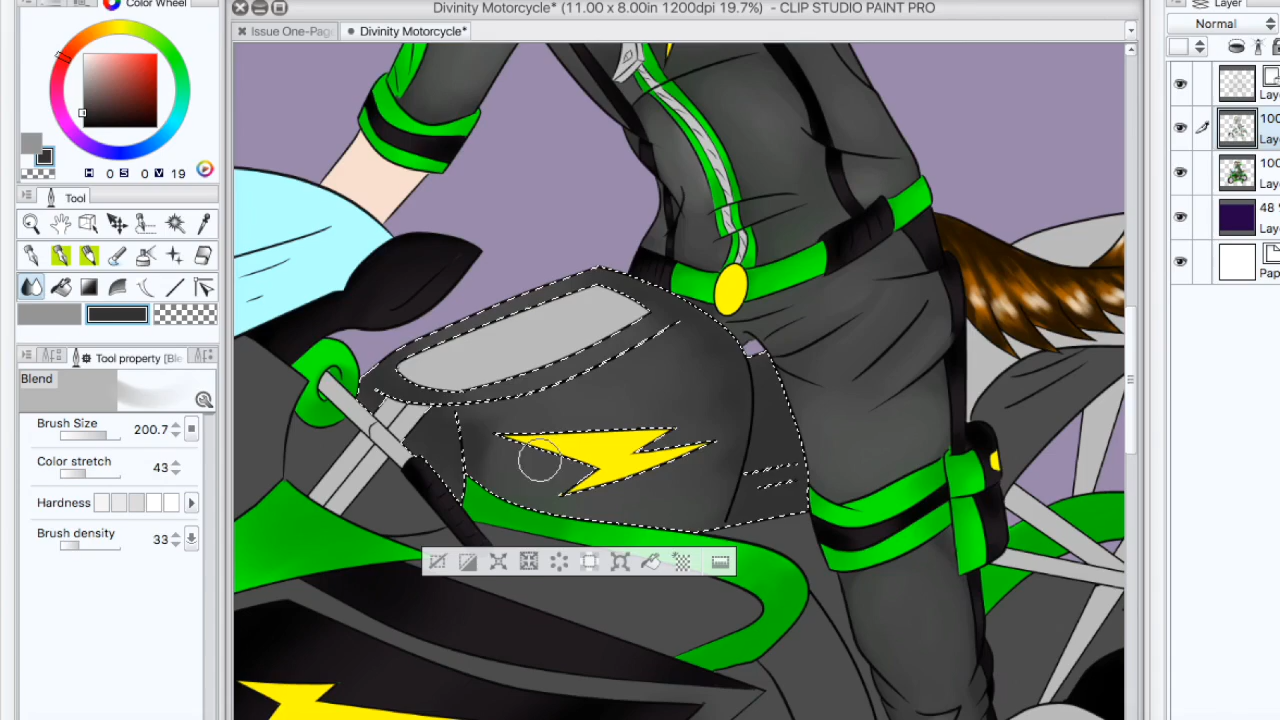 Color Wheel
Divinity Motorcycle* (11.00 x 8.00in 1200dpi 19.7%) - CLIP STUDIO PAINT PRO
Layer
Issue One-Pag
Divinity Motorcycle*
Normal
Lay
100
Lay
100
Lay
48 %
Lay
Pap
H 0 S 0 V 19
Tool
Tool property (Ble
Blend
Brush Size 200.7
Color stretch 43
Hardness
Brush density 33